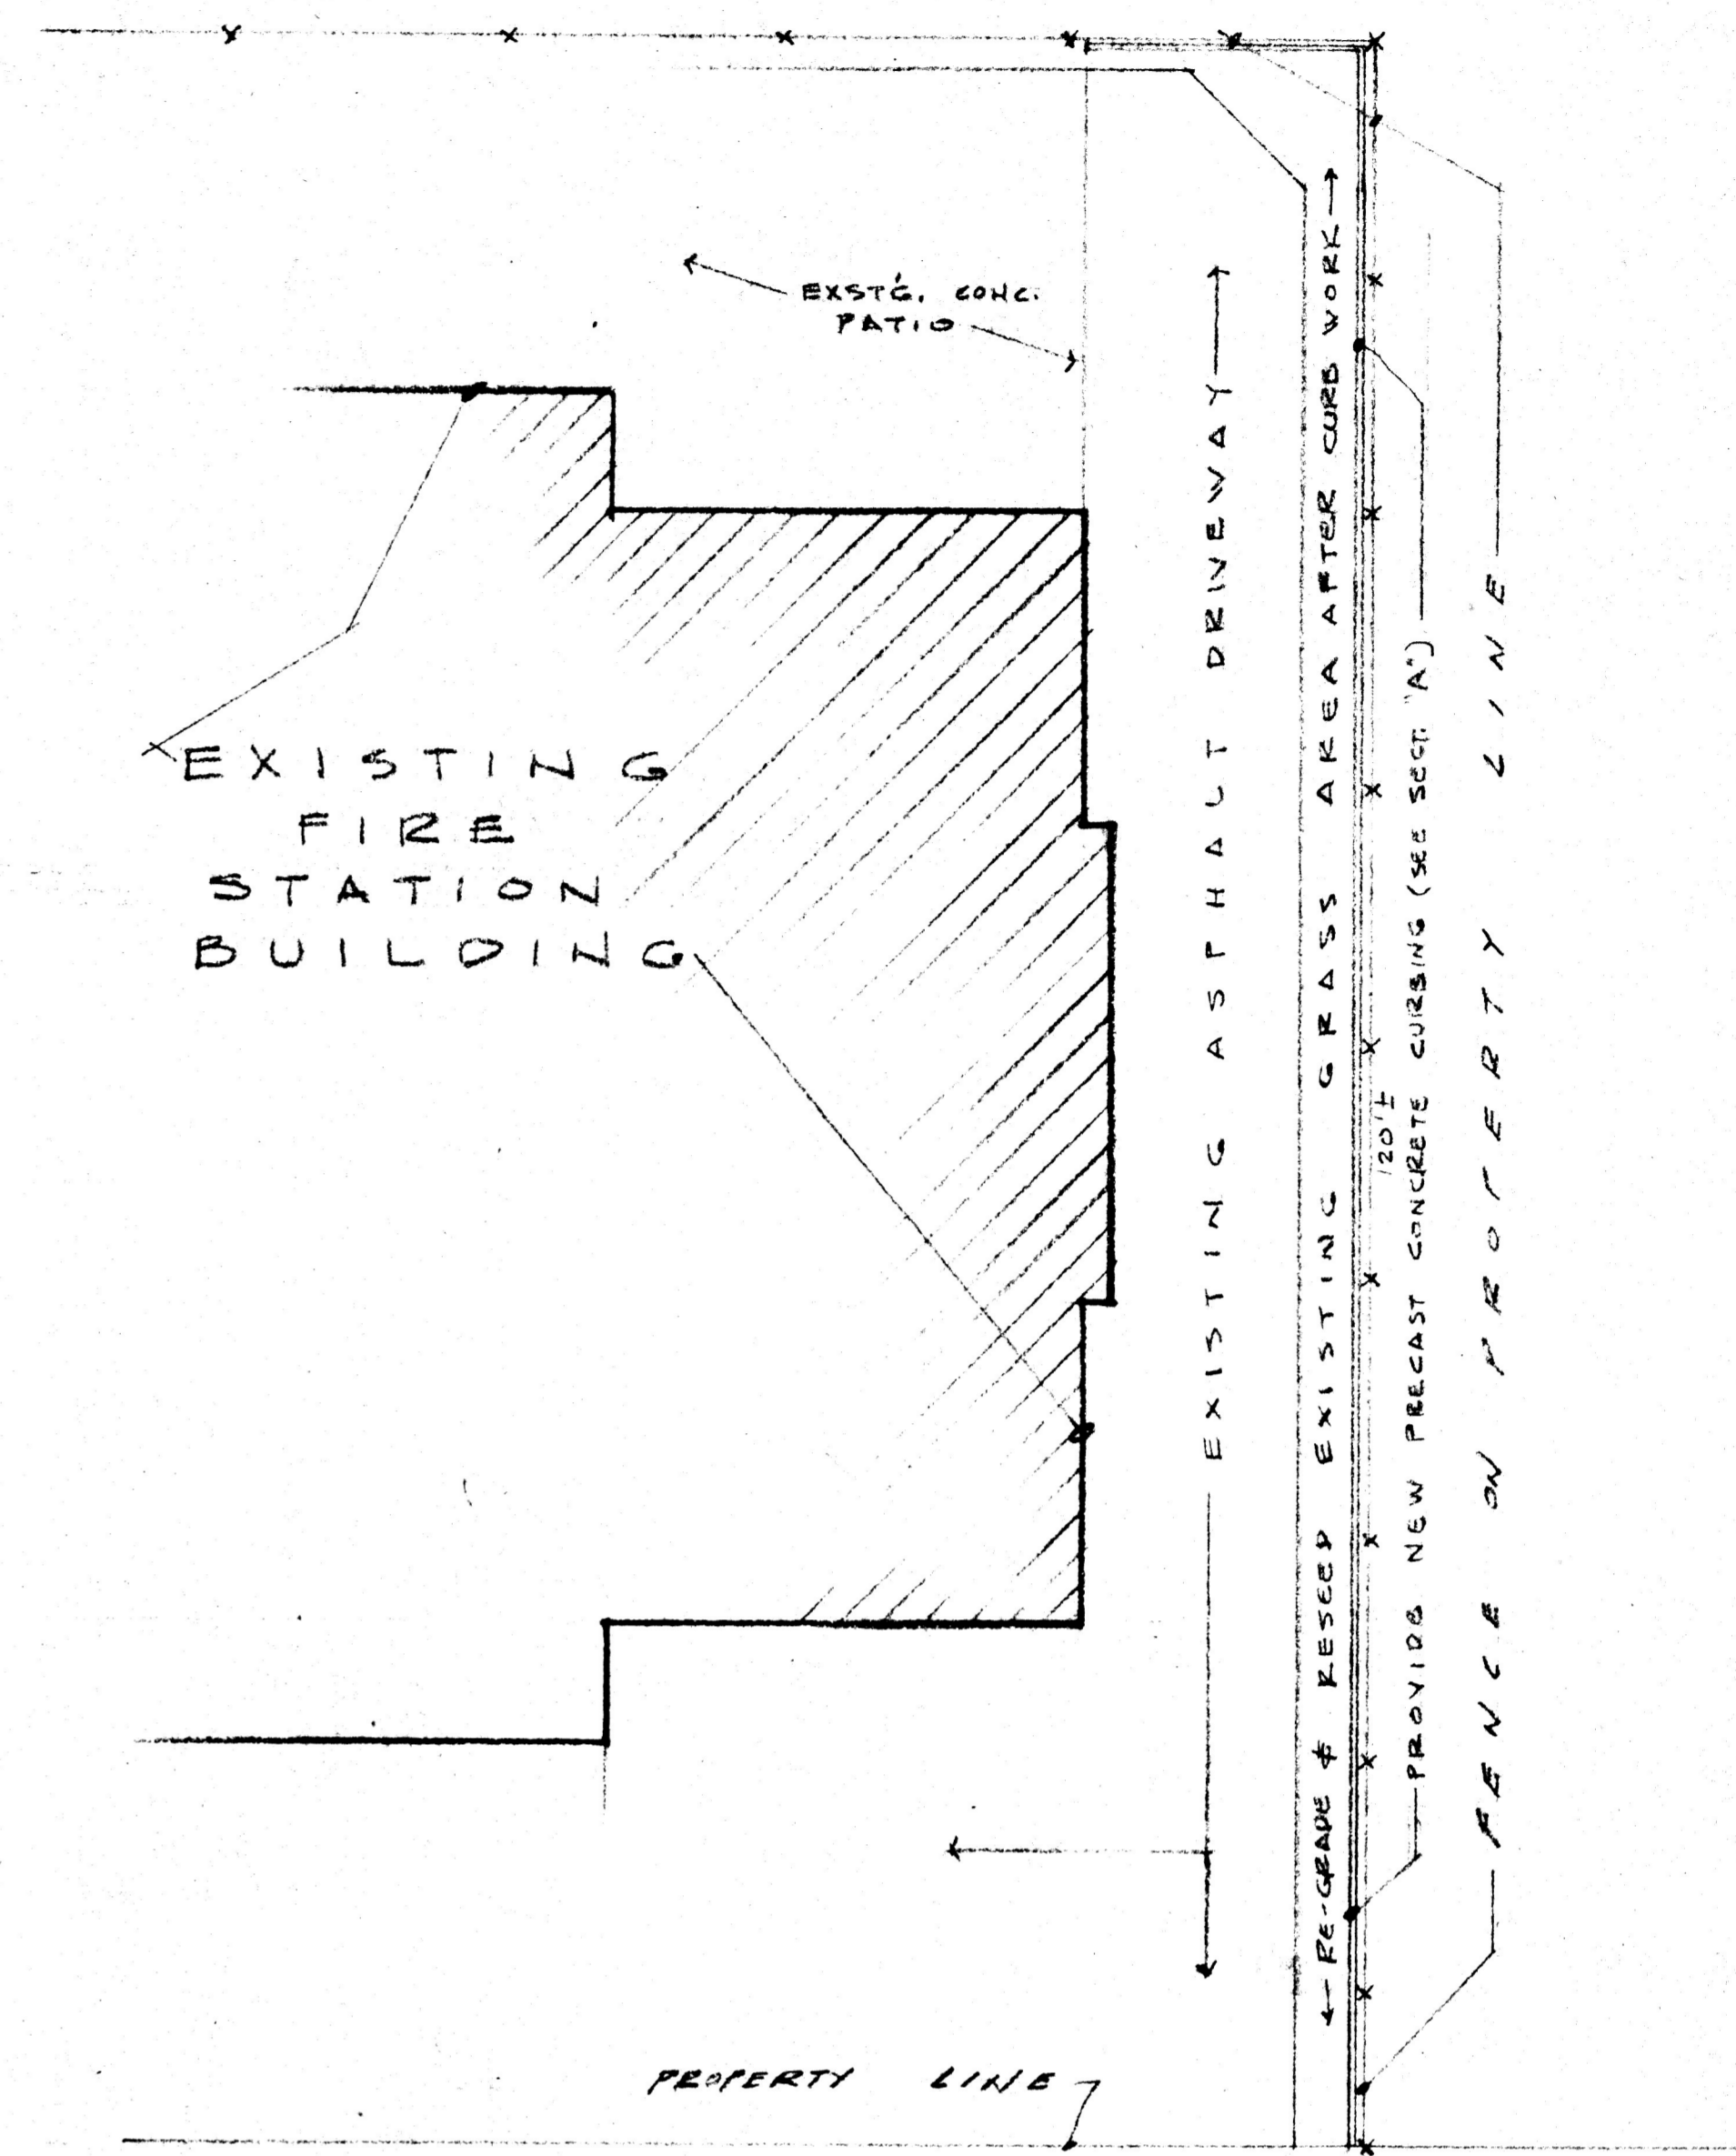 EXST'G. CONC.
PATIO
EXISTING
FIRE
STATION
BUILDING
EXISTING ASPHALT DRIVEWAY
RE-GRADE & RESEED EXISTING GRASS AREA AFTER CURB WORK
120'±
PROVIDE NEW PRECAST CONCRETE CURBING (SEE SECT. "A")
FENCE ON PROPERTY LINE
PROPERTY LINE